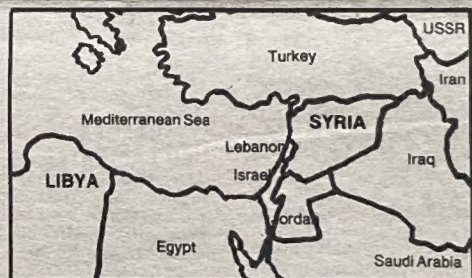 USSR
Turkey
Iran
Mediterranean Sea
SYRIA
Lebanon
Iraq
Israel
LIBYA
Jordan
Egypt
Saudi Arabia